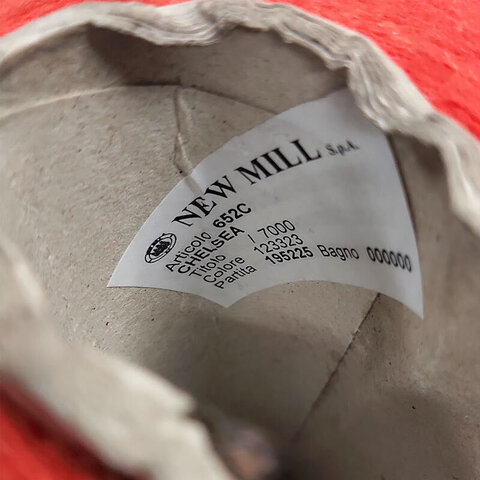 NEW MILL S.p.A.
Articolo 652C
CHELSEA
Titolo 1 7000
Colore 123323
Partita 195225 Bagno 000000